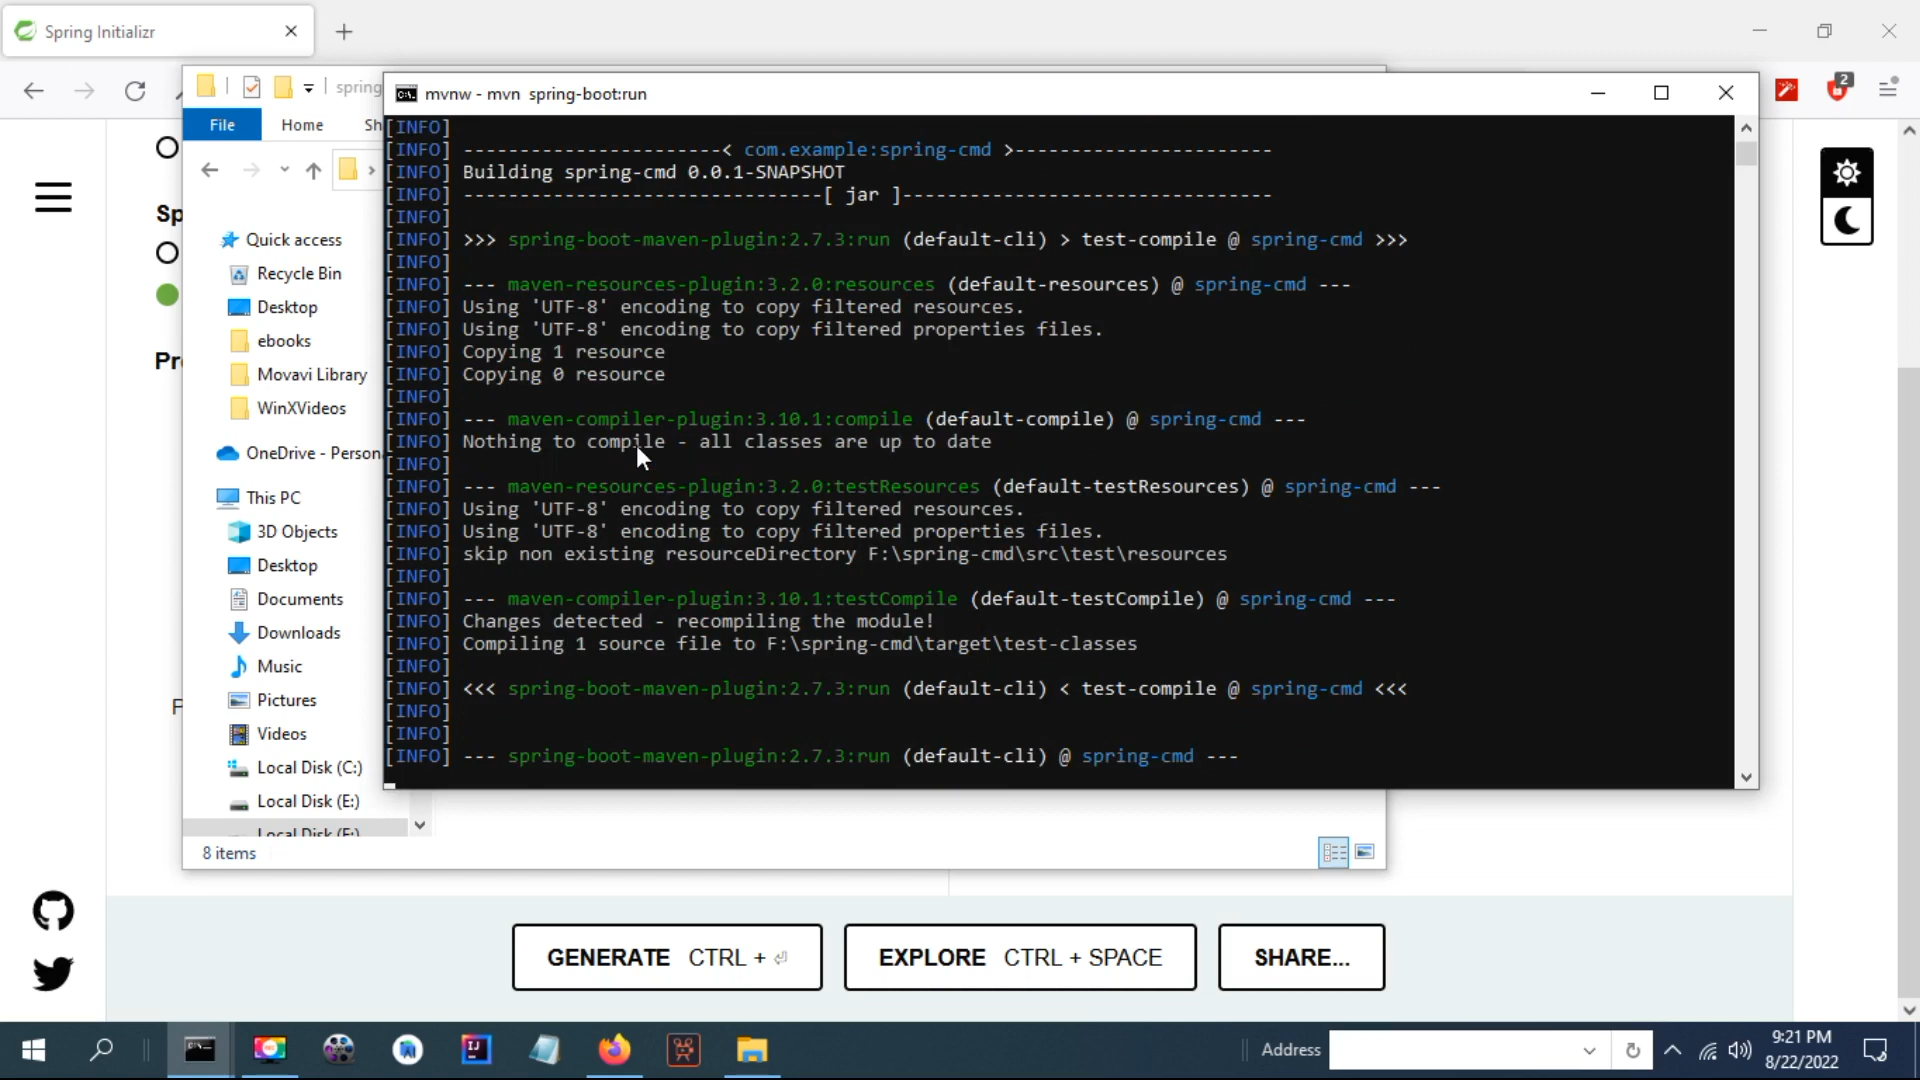 Spring Initializr
2
spring
mvnw - mvn spring-boot:run
File
Home
Sh
Sp
Pr
F
Quick access
Recycle Bin
Desktop
ebooks
Movavi Library
WinXVideos
OneDrive - Persona
This PC
3D Objects
Desktop
Documents
Downloads
Music
Pictures
Videos
Local Disk (C:)
Local Disk (E:)
Local Disk (F:)
8 items
[INFO]
[INFO] -----------------------< com.example:spring-cmd >-----------------------
[INFO] Building spring-cmd 0.0.1-SNAPSHOT
[INFO] --------------------------------[ jar ]---------------------------------
[INFO]
[INFO] >>> spring-boot-maven-plugin:2.7.3:run (default-cli) > test-compile @ spring-cmd >>>
[INFO]
[INFO] --- maven-resources-plugin:3.2.0:resources (default-resources) @ spring-cmd ---
[INFO] Using 'UTF-8' encoding to copy filtered resources.
[INFO] Using 'UTF-8' encoding to copy filtered properties files.
[INFO] Copying 1 resource
[INFO] Copying 0 resource
[INFO]
[INFO] --- maven-compiler-plugin:3.10.1:compile (default-compile) @ spring-cmd ---
[INFO] Nothing to compile - all classes are up to date
[INFO]
[INFO] --- maven-resources-plugin:3.2.0:testResources (default-testResources) @ spring-cmd ---
[INFO] Using 'UTF-8' encoding to copy filtered resources.
[INFO] Using 'UTF-8' encoding to copy filtered properties files.
[INFO] skip non existing resourceDirectory F:\spring-cmd\src\test\resources
[INFO]
[INFO] --- maven-compiler-plugin:3.10.1:testCompile (default-testCompile) @ spring-cmd ---
[INFO] Changes detected - recompiling the module!
[INFO] Compiling 1 source file to F:\spring-cmd\target\test-classes
[INFO]
[INFO] <<< spring-boot-maven-plugin:2.7.3:run (default-cli) < test-compile @ spring-cmd <<<
[INFO]
[INFO]
[INFO] --- spring-boot-maven-plugin:2.7.3:run (default-cli) @ spring-cmd ---
GENERATE CTRL + ⏎
EXPLORE CTRL + SPACE
SHARE...
Address
9:21 PM
8/22/2022